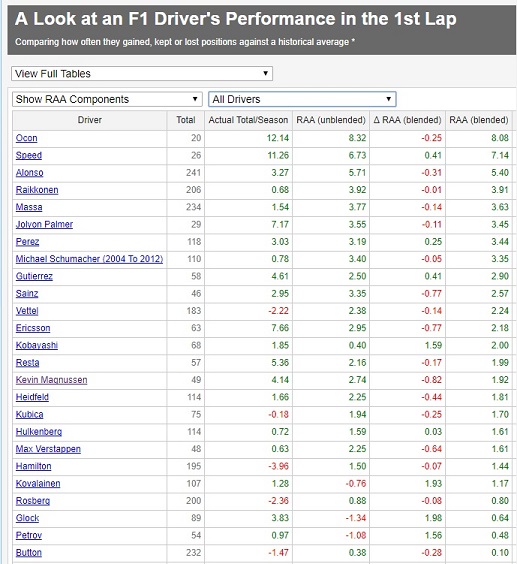 A Look at an F1 Driver's Performance in the 1st Lap
Comparing how often they gained, kept or lost positions against a historical average *
View Full Tables
Show RAA Components All Drivers
Driver Total Actual Total/Season RAA (unblended) Δ RAA (blended) RAA (blended)
Ocon 20 12.14 8.32 -0.25 8.08
Speed 26 11.26 6.73 0.41 7.14
Alonso 241 3.27 5.71 -0.31 5.40
Raikkonen 206 0.68 3.92 -0.01 3.91
Massa 234 1.54 3.77 -0.14 3.63
Jolyon Palmer 29 7.17 3.55 -0.11 3.45
Perez 118 3.03 3.19 0.25 3.44
Michael Schumacher (2004 To 2012) 110 0.78 3.40 -0.05 3.35
Gutierrez 58 4.61 2.50 0.41 2.90
Sainz 46 2.95 3.35 -0.77 2.57
Vettel 183 -2.22 2.38 -0.14 2.24
Ericsson 63 7.66 2.95 -0.77 2.18
Kobayashi 68 1.85 0.40 1.59 2.00
Resta 57 5.36 2.16 -0.17 1.99
Kevin Magnussen 49 4.14 2.74 -0.82 1.92
Heidfeld 114 1.66 2.25 -0.44 1.81
Kubica 75 -0.18 1.94 -0.25 1.70
Hulkenberg 114 0.72 1.59 0.03 1.61
Max Verstappen 48 0.63 2.25 -0.64 1.61
Hamilton 195 -3.96 1.50 -0.07 1.44
Kovalainen 107 1.28 -0.76 1.93 1.17
Rosberg 200 -2.36 0.88 -0.08 0.80
Glock 89 3.83 -1.34 1.98 0.64
Petrov 54 0.97 -1.08 1.56 0.48
Button 232 -1.47 0.38 -0.28 0.10